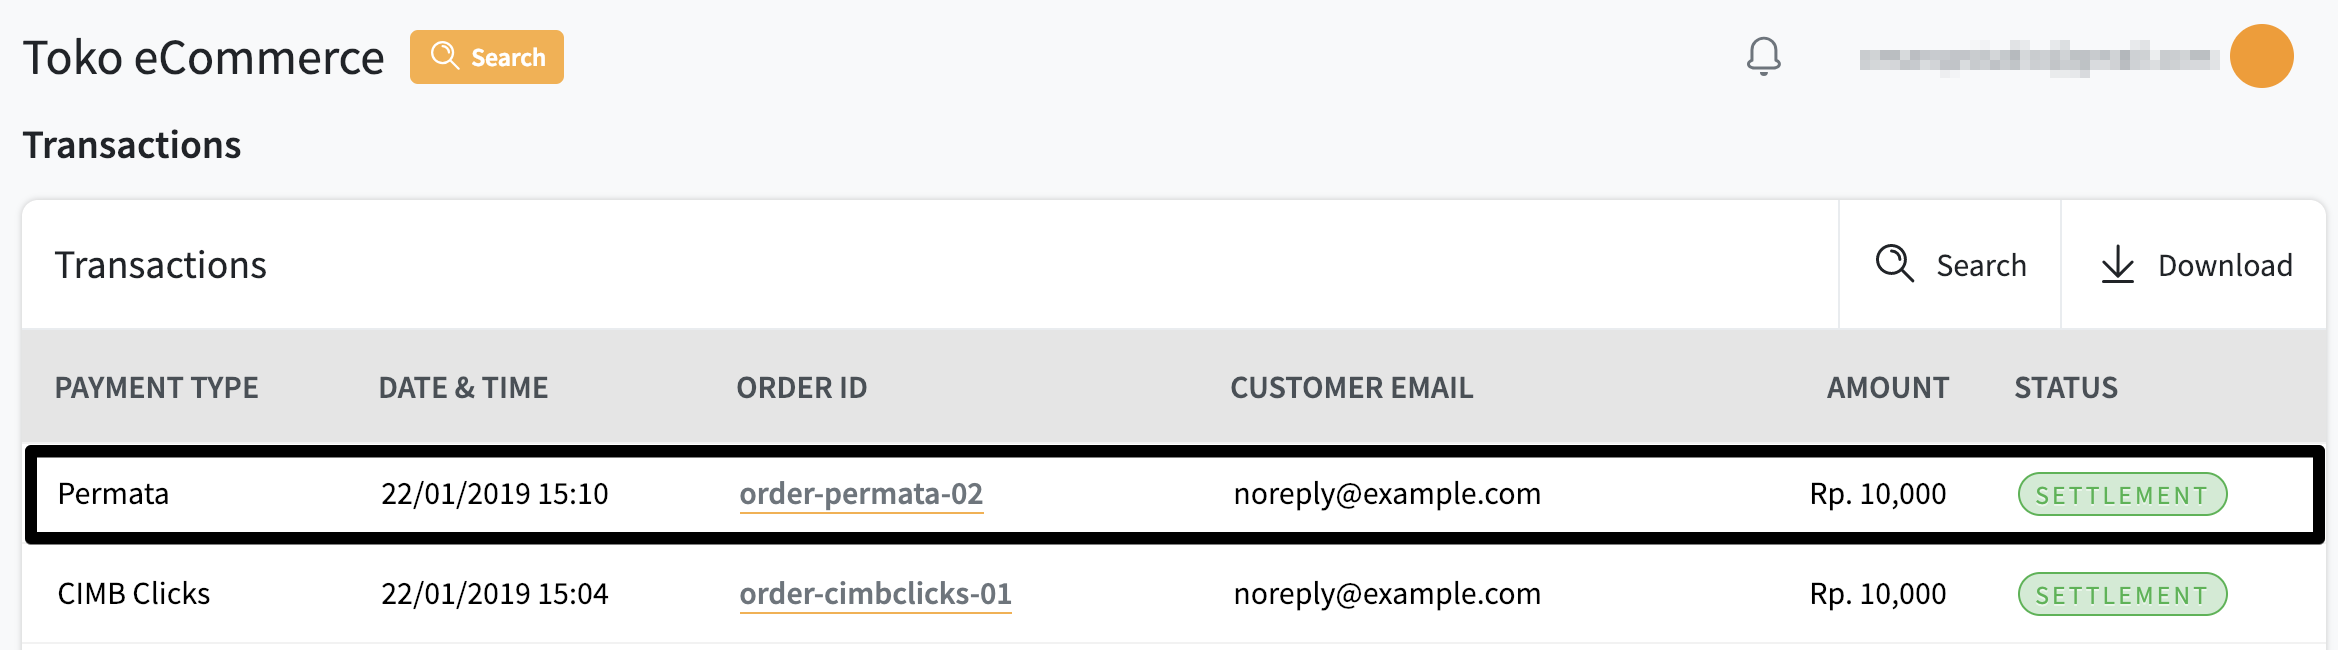 Toko eCommerce Search
Transactions
Transactions Search Download
PAYMENT TYPE DATE & TIME ORDER ID CUSTOMER EMAIL AMOUNT STATUS
Permata 22/01/2019 15:10 order-permata-02 noreply@example.com Rp. 10,000 SETTLEMENT
CIMB Clicks 22/01/2019 15:04 order-cimbclicks-01 noreply@example.com Rp. 10,000 SETTLEMENT